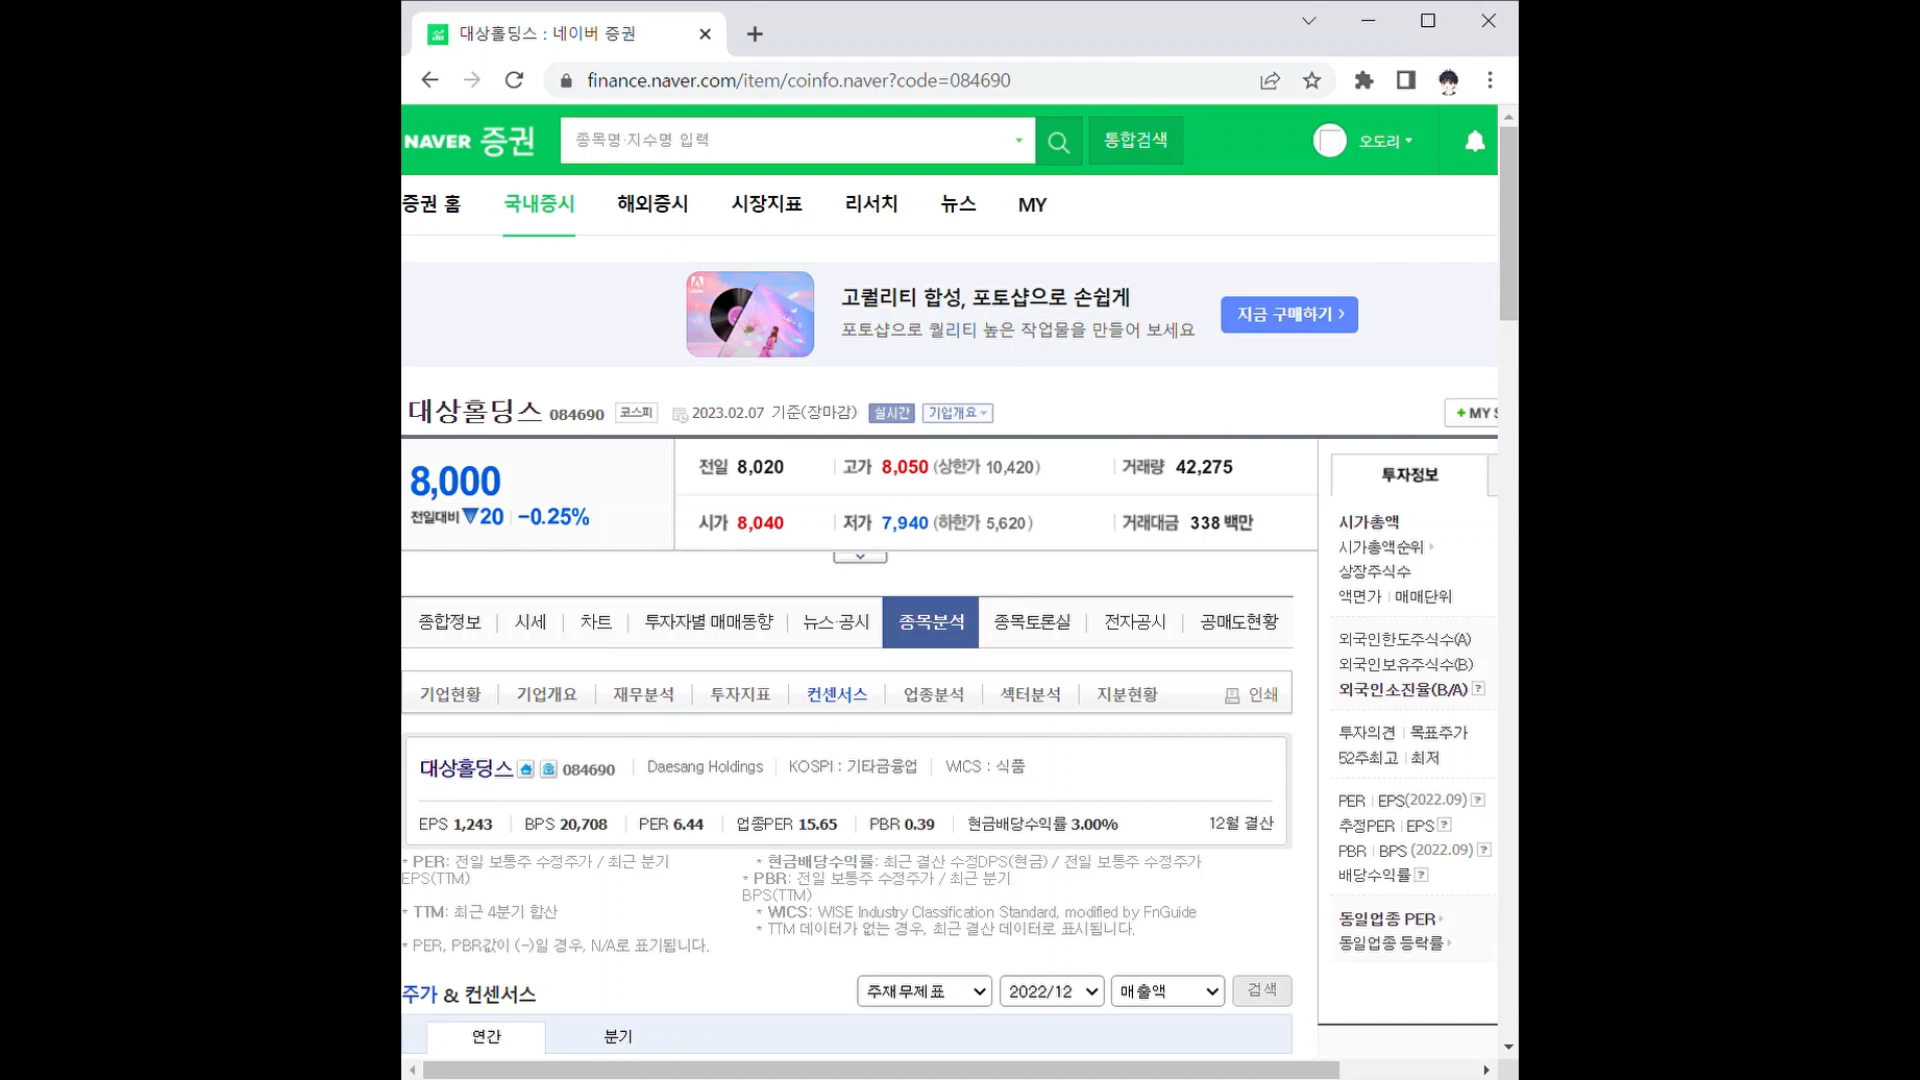 대상홀딩스 : 네이버 증권
finance.naver.com/item/coinfo.naver?code=084690
NAVER 증권
종목명·지수명 입력
통합검색
오도리
증권 홈 국내증시 해외증시 시장지표 리서치 뉴스 MY
고퀄리티 합성, 포토샵으로 손쉽게
포토샵으로 퀄리티 높은 작업물을 만들어 보세요
지금 구매하기 ›
대상홀딩스 084690 코스피 2023.02.07 기준(장마감) 실시간 기업개요
+ MY S
8,000
전일대비 ▼20 | -0.25%
전일 8,020 | 고가 8,050 (상한가 10,420) | 거래량 42,275
시가 8,040 | 저가 7,940 (하한가 5,620) | 거래대금 338 백만
투자정보
시가총액
시가총액순위
상장주식수
액면가 | 매매단위
외국인한도주식수(A)
외국인보유주식수(B)
외국인소진율(B/A) ?
투자의견 | 목표주가
52주최고 | 최저
PER | EPS(2022.09) ?
추정PER | EPS ?
PBR | BPS (2022.09) ?
배당수익률 ?
동일업종 PER
동일업종 등락률
종합정보 | 시세 | 차트 | 투자자별 매매동향 | 뉴스·공시 종목분석 종목토론실 | 전자공시 | 공매도현황
기업현황 | 기업개요 | 재무분석 | 투자지표 | 컨센서스 | 업종분석 | 섹터분석 | 지분현황 인쇄
대상홀딩스 084690 | Daesang Holdings | KOSPI : 기타금융업 | WICS : 식품
EPS 1,243 | BPS 20,708 | PER 6.44 | 업종PER 15.65 | PBR 0.39 | 현금배당수익률 3.00% 12월 결산
* PER: 전일 보통주 수정주가 / 최근 분기
EPS(TTM)
* TTM: 최근 4분기 합산
* PER, PBR값이 (-)일 경우, N/A로 표기됩니다.
* 현금배당수익률: 최근 결산 수정DPS(현금) / 전일 보통주 수정주가
* PBR: 전일 보통주 수정주가 / 최근 분기
BPS(TTM)
* WICS: WISE Industry Classification Standard, modified by FnGuide
* TTM 데이터가 없는 경우, 최근 결산 데이터로 표시됩니다.
주가 & 컨센서스
주재무제표 2022/12 매출액 검색
연간 분기